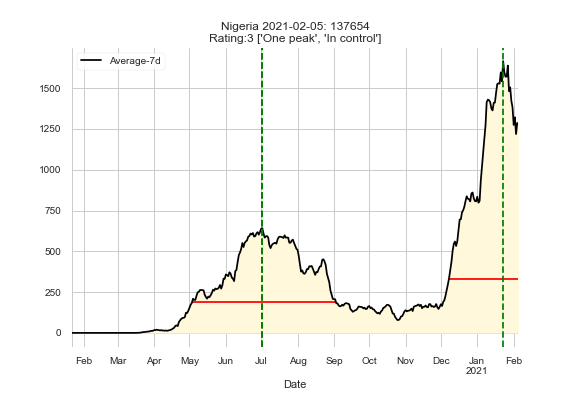 Nigeria 2021-02-05: 137654
Rating:3 ['One peak', 'In control']
Average-7d
1500
1250
1000
750
500
250
0
Feb Mar Apr May Jun Jul Aug Sep Oct Nov Dec Jan Feb
2021
Date